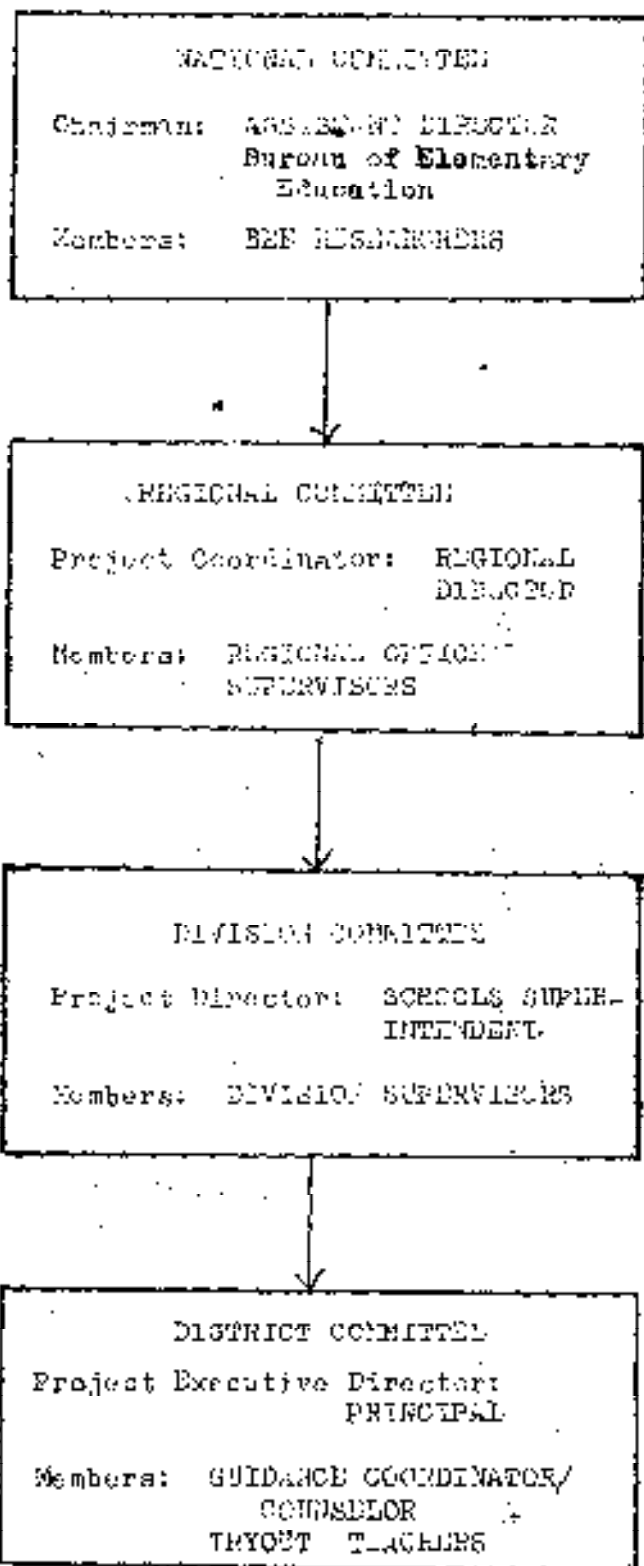 NATIONAL COMMITTEE
Chairman: ASSISTANT DIRECTOR
Bureau of Elementary
Education
Members: BEE RESEARCHERS
REGIONAL COMMITTEE
Project Coordinator: REGIONAL
DIRECTOR
Members: REGIONAL OFFICE
SUPERVISORS
DIVISION COMMITTEE
Project Director: SCHOOLS SUPER-
INTENDENT
Members: DIVISION SUPERVISORS
DISTRICT COMMITTEE
Project Executive Director:
PRINCIPAL
Members: GUIDANCE COORDINATOR/
COUNSELOR
TRYOUT TEACHERS